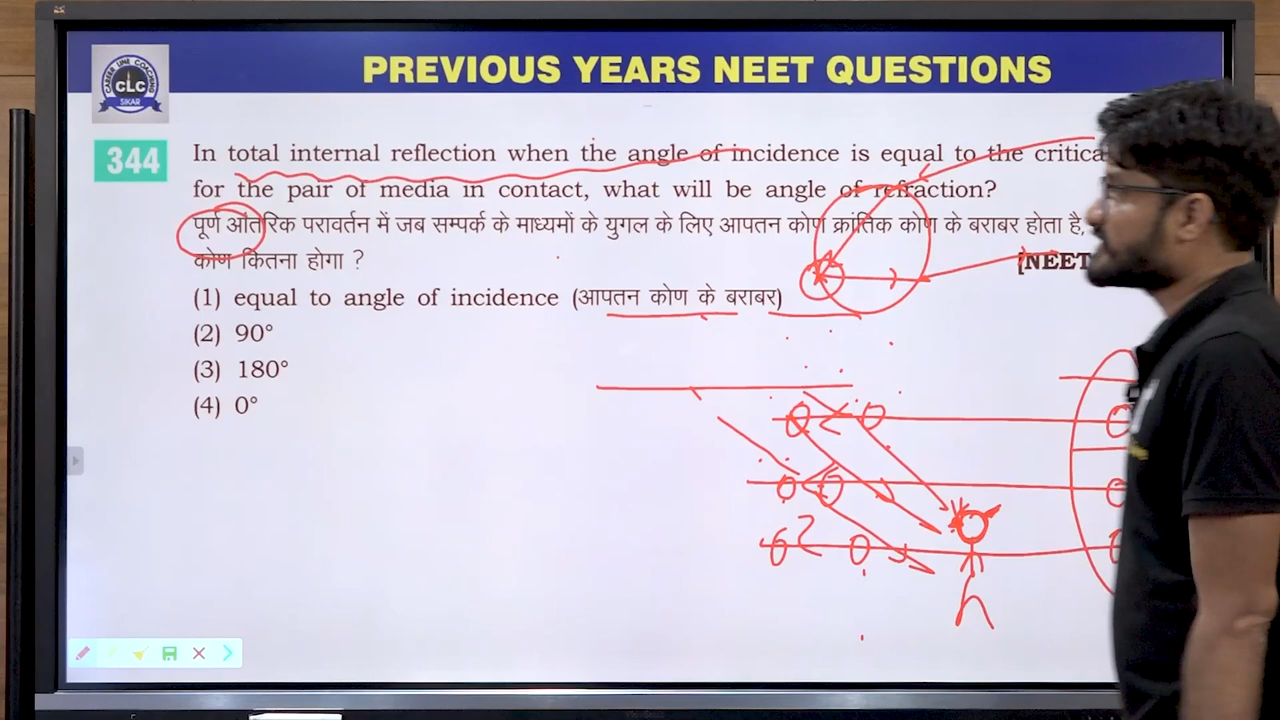 PREVIOUS YEARS NEET QUESTIONS
CAREER LINE COACHING
CLC
SIKAR
344
In total internal reflection when the angle of incidence is equal to the
for the pair of media in contact, what will be angle of refraction?
पूर्ण आंतरिक परावर्तन में जब सम्पर्क के माध्यमों के युगल के लिए आपतन कोण क्रांतिक कोण के बराबर होता है,
कोण कितना होगा ?
[NEET
(1) equal to angle of incidence (आपतन कोण के बराबर)
(2) 90°
(3) 180°
(4) 0°
h